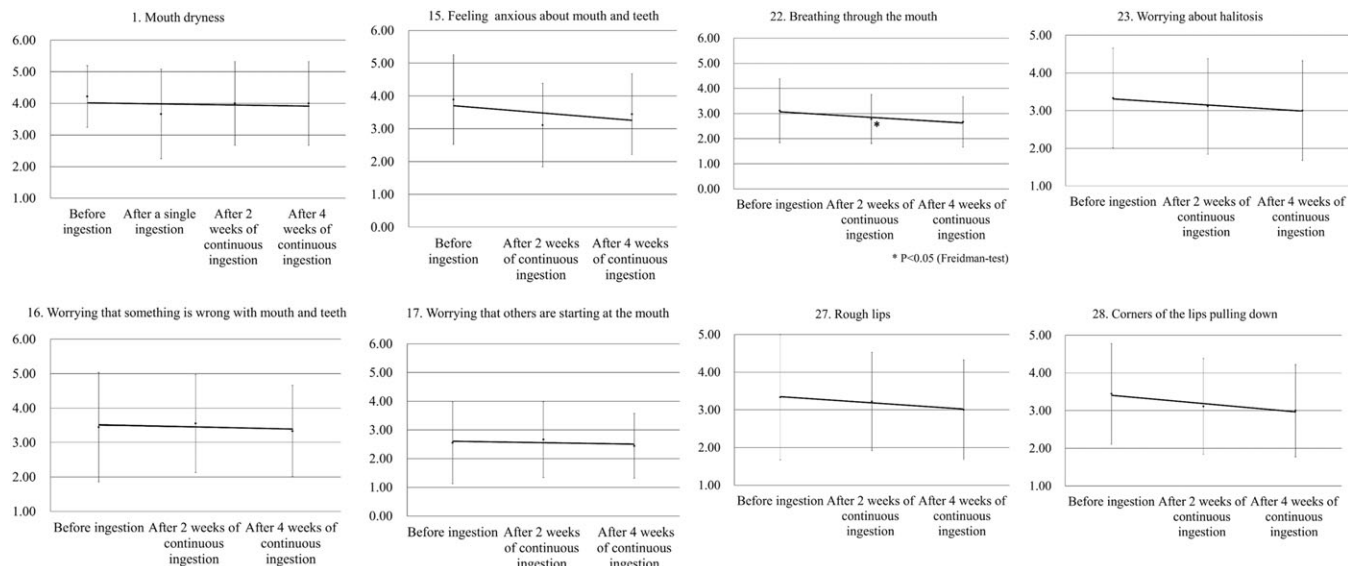 1. Mouth dryness
6.00
5.00
4.00
3.00
2.00
1.00
Before
ingestion
After a single
ingestion
After 2
weeks of
continuous
ingestion
After 4
weeks of
continuous
ingestion
15. Feeling anxious about mouth and teeth
6.00
5.00
4.00
3.00
2.00
1.00
0.00
Before
ingestion
After 2 weeks
of continuous
ingestion
After 4 weeks
of continuous
ingestion
22. Breathing through the mouth
6.00
5.00
4.00
3.00
2.00
1.00
0.00
*
Before ingestion
After 2 weeks of
continuous
ingestion
After 4 weeks of
continuous
ingestion
* P<0.05 (Freidman-test)
23. Worrying about halitosis
5.00
4.00
3.00
2.00
1.00
Before ingestion
After 2 weeks of
continuous
ingestion
After 4 weeks of
continuous
ingestion
16. Worrying that something is wrong with mouth and teeth
6.00
5.00
4.00
3.00
2.00
1.00
Before ingestion
After 2 weeks of
continuous
ingestion
After 4 weeks of
continuous
ingestion
17. Worrying that others are starting at the mouth
6.00
5.00
4.00
3.00
2.00
1.00
0.00
Before ingestion
After 2 weeks
of continuous
ingestion
After 4 weeks
of continuous
ingestion
27. Rough lips
5.00
4.00
3.00
2.00
1.00
Before ingestion
After 2 weeks of
continuous
ingestion
After 4 weeks of
continuous
ingestion
28. Corners of the lips pulling down
5.00
4.00
3.00
2.00
1.00
Before ingestion
After 2 weeks of
continuous
ingestion
After 4 weeks of
continuous
ingestion